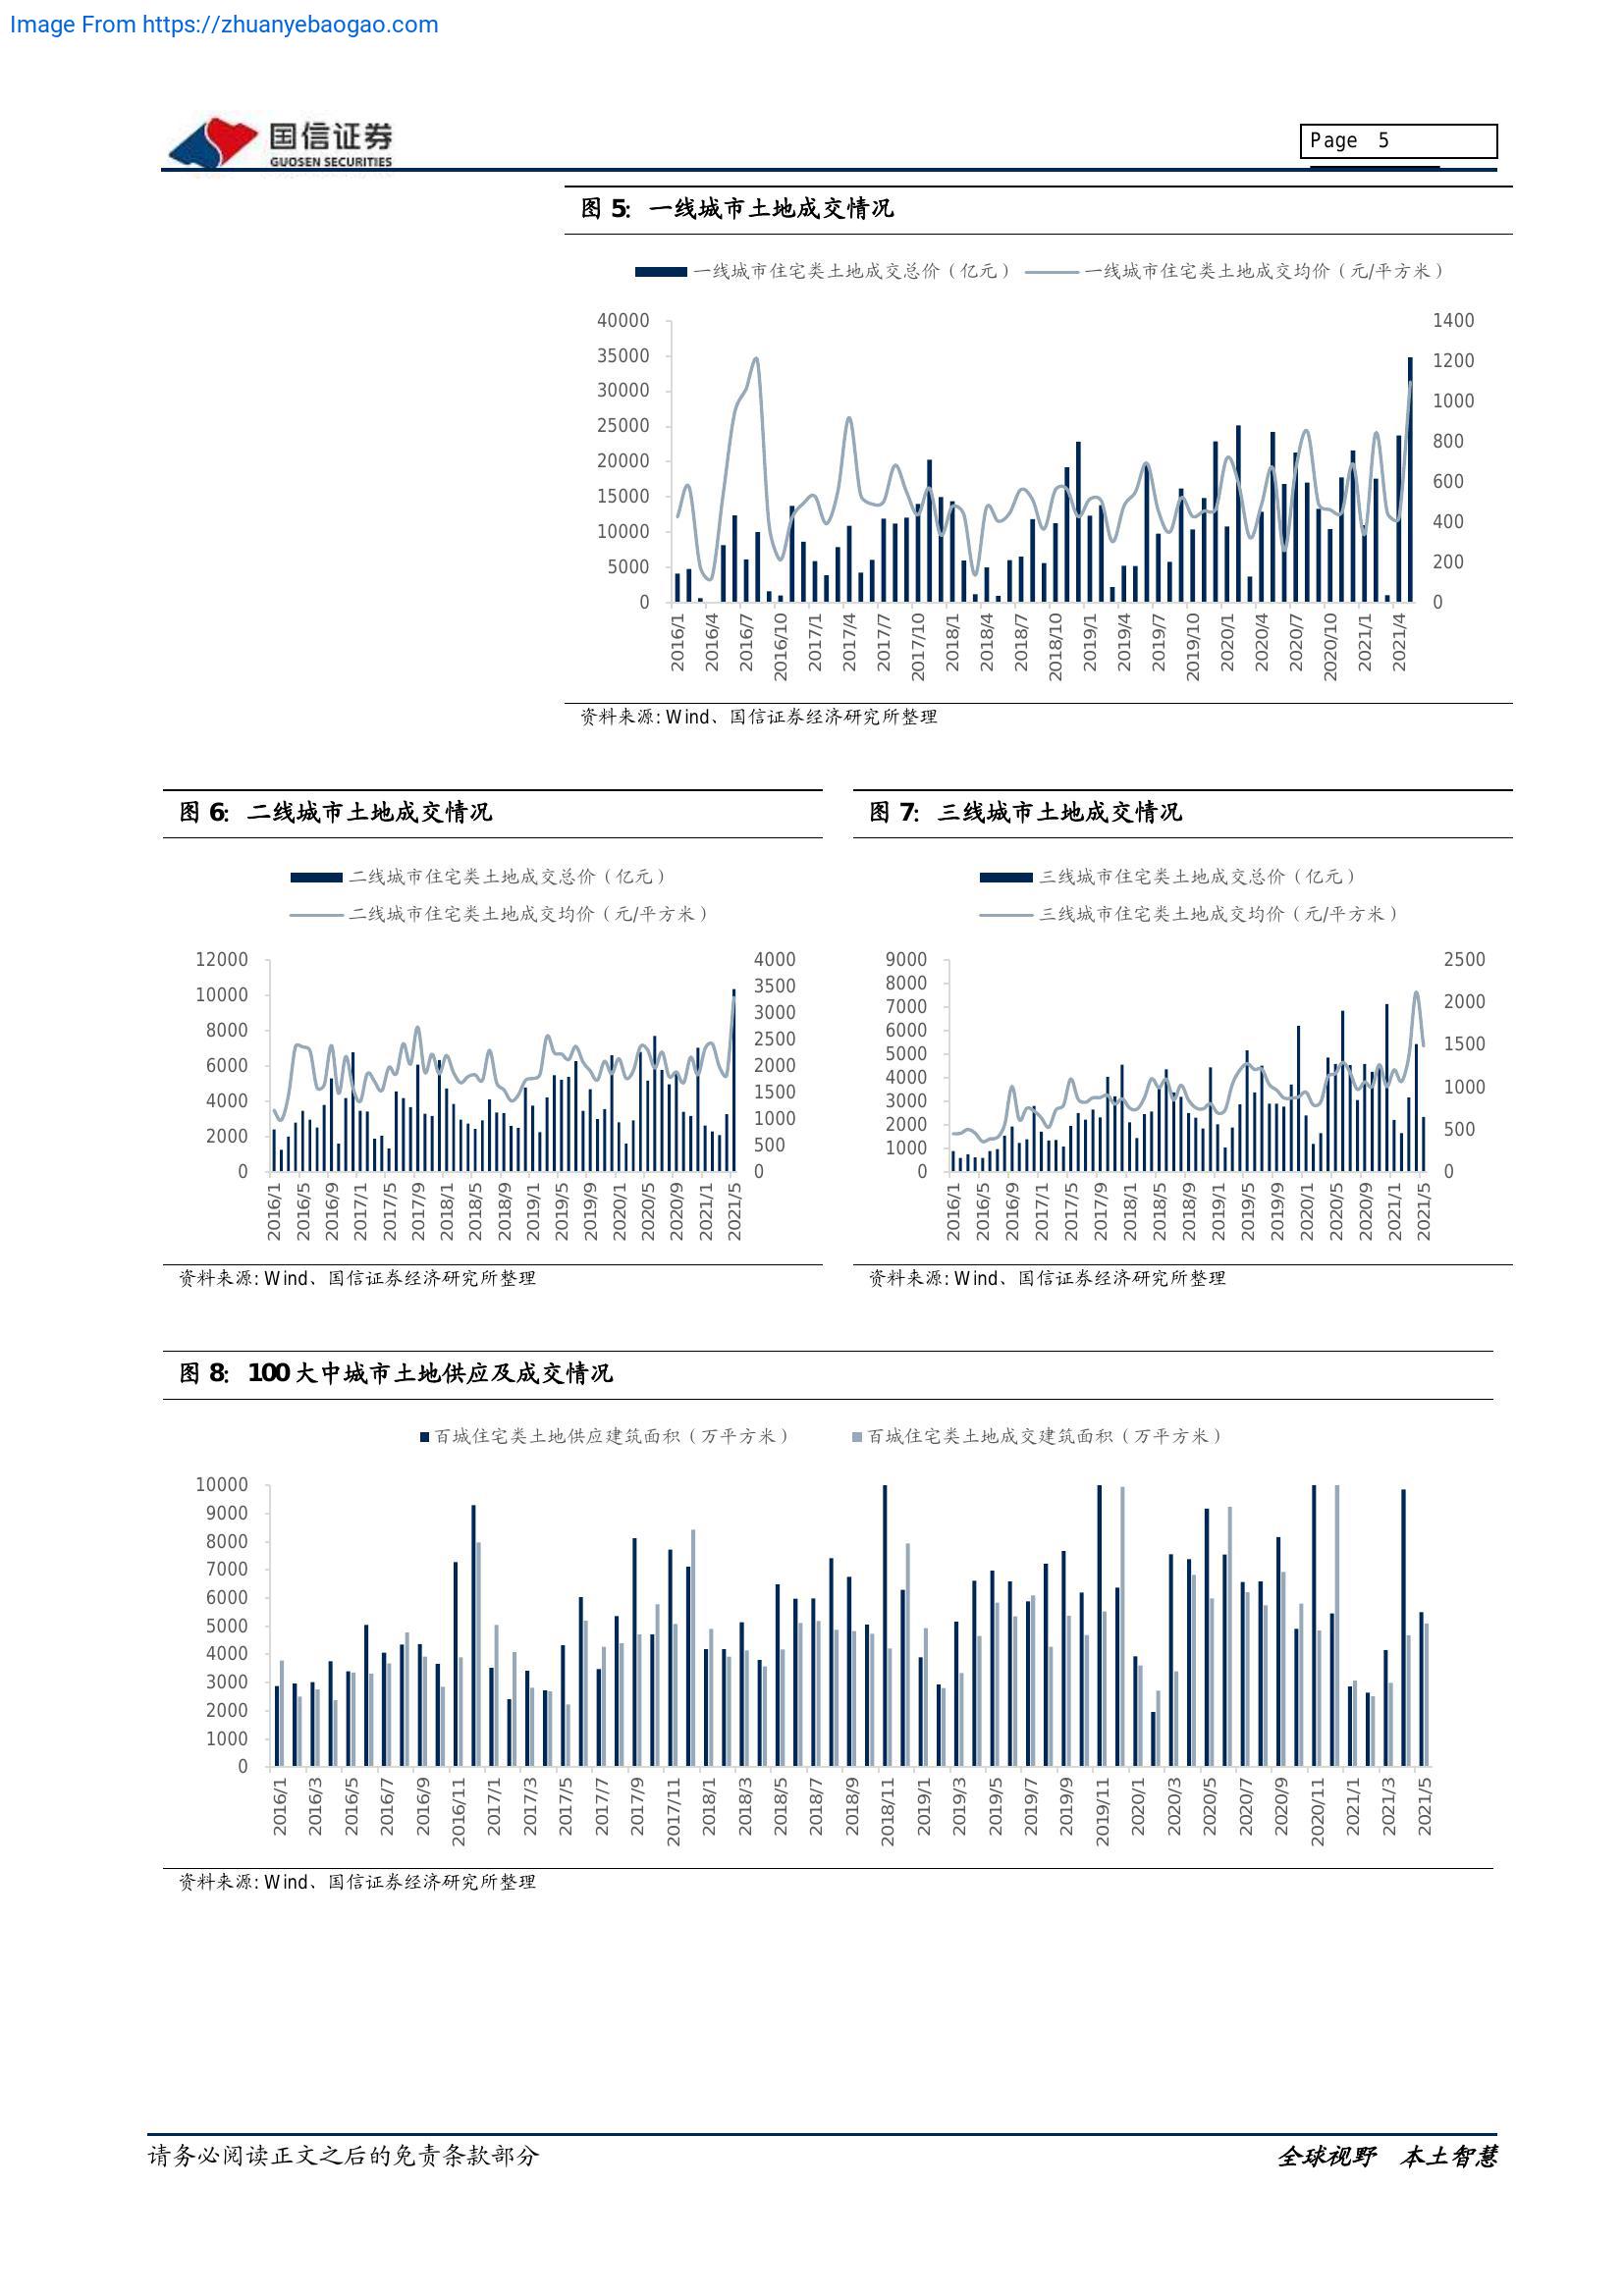 Image From https://zhuanyebaogao.com
国信证券
GUOSEN SECURITIES
Page 5
图 5: 一线城市土地成交情况
一线城市住宅类土地成交总价（亿元） 一线城市住宅类土地成交均价（元/平方米）
40000 1400
35000 1200
30000 1000
25000 800
20000 600
15000 400
10000 200
5000 0
0
2016/1 2016/4 2016/7 2016/10 2017/1 2017/4 2017/7 2017/10 2018/1 2018/4 2018/7 2018/10 2019/1 2019/4 2019/7 2019/10 2020/1 2020/4 2020/7 2020/10 2021/1 2021/4
资料来源: Wind、国信证券经济研究所整理
图 6: 二线城市土地成交情况
二线城市住宅类土地成交总价（亿元）
二线城市住宅类土地成交均价（元/平方米）
12000 4000
10000 3500
8000 3000
6000 2500
4000 2000
2000 1500
0 1000
500
0
2016/1 2016/5 2016/9 2017/1 2017/5 2017/9 2018/1 2018/5 2018/9 2019/1 2019/5 2019/9 2020/1 2020/5 2020/9 2021/1 2021/5
资料来源: Wind、国信证券经济研究所整理
图 7: 三线城市土地成交情况
三线城市住宅类土地成交总价（亿元）
三线城市住宅类土地成交均价（元/平方米）
9000 2500
8000 2000
7000 1500
6000 1000
5000 500
4000 0
3000
2000
1000
0
2016/1 2016/5 2016/9 2017/1 2017/5 2017/9 2018/1 2018/5 2018/9 2019/1 2019/5 2019/9 2020/1 2020/5 2020/9 2021/1 2021/5
资料来源: Wind、国信证券经济研究所整理
图 8: 100 大中城市土地供应及成交情况
百城住宅类土地供应建筑面积（万平方米） 百城住宅类土地成交建筑面积（万平方米）
10000
9000
8000
7000
6000
5000
4000
3000
2000
1000
0
2016/1 2016/3 2016/5 2016/7 2016/9 2016/11 2017/1 2017/3 2017/5 2017/7 2017/9 2017/11 2018/1 2018/3 2018/5 2018/7 2018/9 2018/11 2019/1 2019/3 2019/5 2019/7 2019/9 2019/11 2020/1 2020/3 2020/5 2020/7 2020/9 2020/11 2021/1 2021/3 2021/5
资料来源: Wind、国信证券经济研究所整理
请务必阅读正文之后的免责条款部分 全球视野 本土智慧